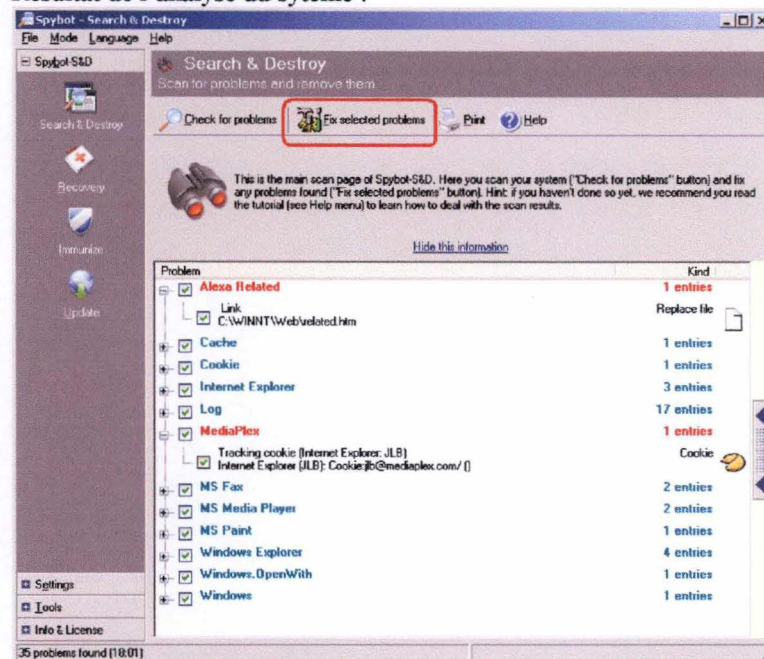 Résultat de l'analyse du sytème :
Spybot - Search & Destroy
File Mode Language Help
Spybot-S&D
Search & Destroy
Recovery
Immunize
Update
Settings
Tools
Info & License
Search & Destroy
Scan for problems and remove them.
Check for problems Fix selected problems Print Help
This is the main scan page of Spybot-S&D. Here you scan your system ("Check for problems" button) and fix
any problems found ("Fix selected problems" button). Hint: if you haven't done so yet, we recommend you read
the tutorial (see Help menu) to learn how to deal with the scan results.
Hide this information
Problem Kind
Alexa Related 1 entries
Link Replace file
C:\WINNT\Web\related.htm
Cache 1 entries
Cookie 1 entries
Internet Explorer 3 entries
Log 17 entries
MediaPlex 1 entries
Tracking cookie (Internet Explorer: JLB) Cookie
Internet Explorer (JLB): Cookie:jlb@mediaplex.com/ ()
MS Fax 2 entries
MS Media Player 2 entries
MS Paint 1 entries
Windows Explorer 4 entries
Windows.OpenWith 1 entries
Windows 1 entries
35 problems found (18:01)